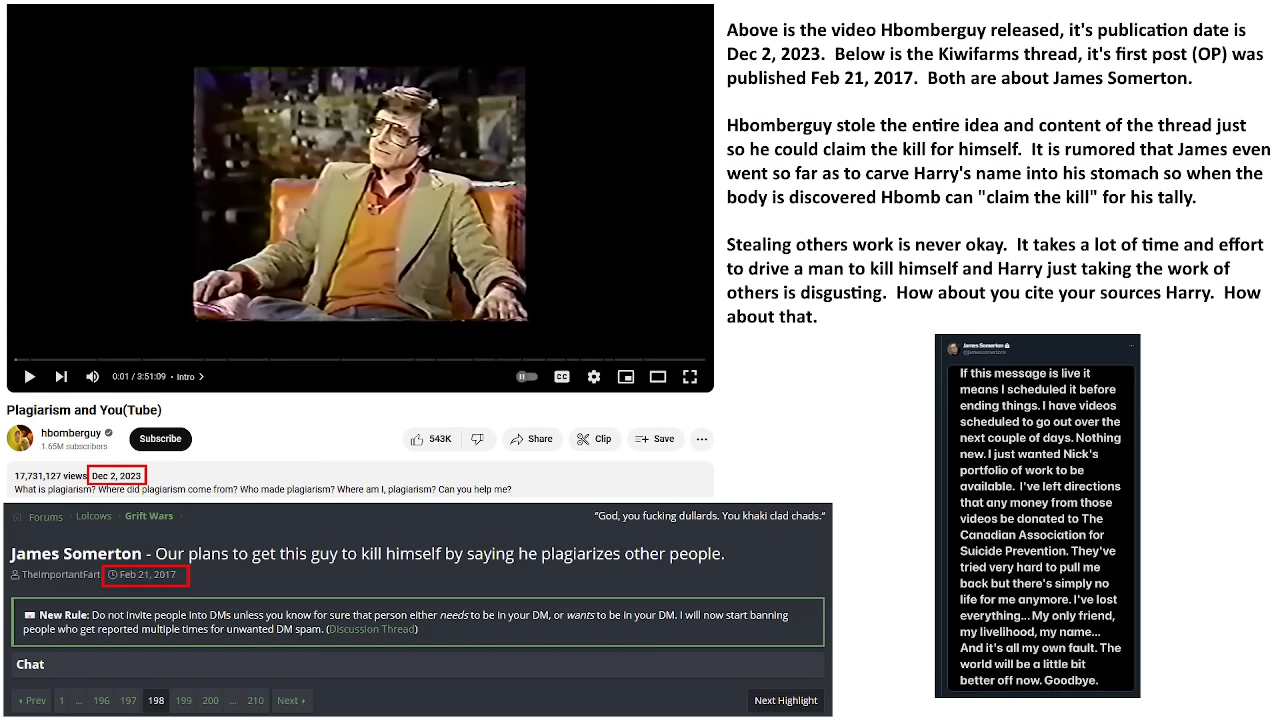 Above is the video Hbomberguy released, it's publication date is
Dec 2, 2023. Below is the Kiwifarms thread, it's first post (OP) was
published Feb 21, 2017. Both are about James Somerton.
Hbomberguy stole the entire idea and content of the thread just
so he could claim the kill for himself. It is rumored that James even
went so far as to carve Harry's name into his stomach so when the
body is discovered Hbomb can "claim the kill" for his tally.
Stealing others work is never okay. It takes a lot of time and effort
to drive a man to kill himself and Harry just taking the work of
others is disgusting. How about you cite your sources Harry. How
about that.
0:01 / 3:51:09 • Intro >
CC
Plagiarism and You(Tube)
hbomberguy
1.65M subscribers
Subscribe
543K
Share
Clip
Save
...
17,731,127 views Dec 2, 2023
What is plagiarism? Where did plagiarism come from? Who made plagiarism? Where am I, plagiarism? Can you help me?
Forums › Lolcows › Grift Wars ›
"God, you fucking dullards. You khaki clad chads."
James Somerton - Our plans to get this guy to kill himself by saying he plagiarizes other people.
TheImportantFart Feb 21, 2017
New Rule: Do not invite people into DMs unless you know for sure that person either needs to be in your DM, or wants to be in your DM. I will now start banning
people who get reported multiple times for unwanted DM spam. (Discussion Thread)
Chat
Prev 1 ... 196 197 198 199 200 ... 210 Next
Next Highlight
James Somerton
@jamessomerton
...
If this message is live it
means I scheduled it before
ending things. I have videos
scheduled to go out over the
next couple of days. Nothing
new. I just wanted Nick's
portfolio of work to be
available. I've left directions
that any money from those
videos be donated to The
Canadian Association for
Suicide Prevention. They've
tried very hard to pull me
back but there's simply no
life for me anymore. I've lost
everything... My only friend,
my livelihood, my name...
And it's all my own fault. The
world will be a little bit
better off now. Goodbye.